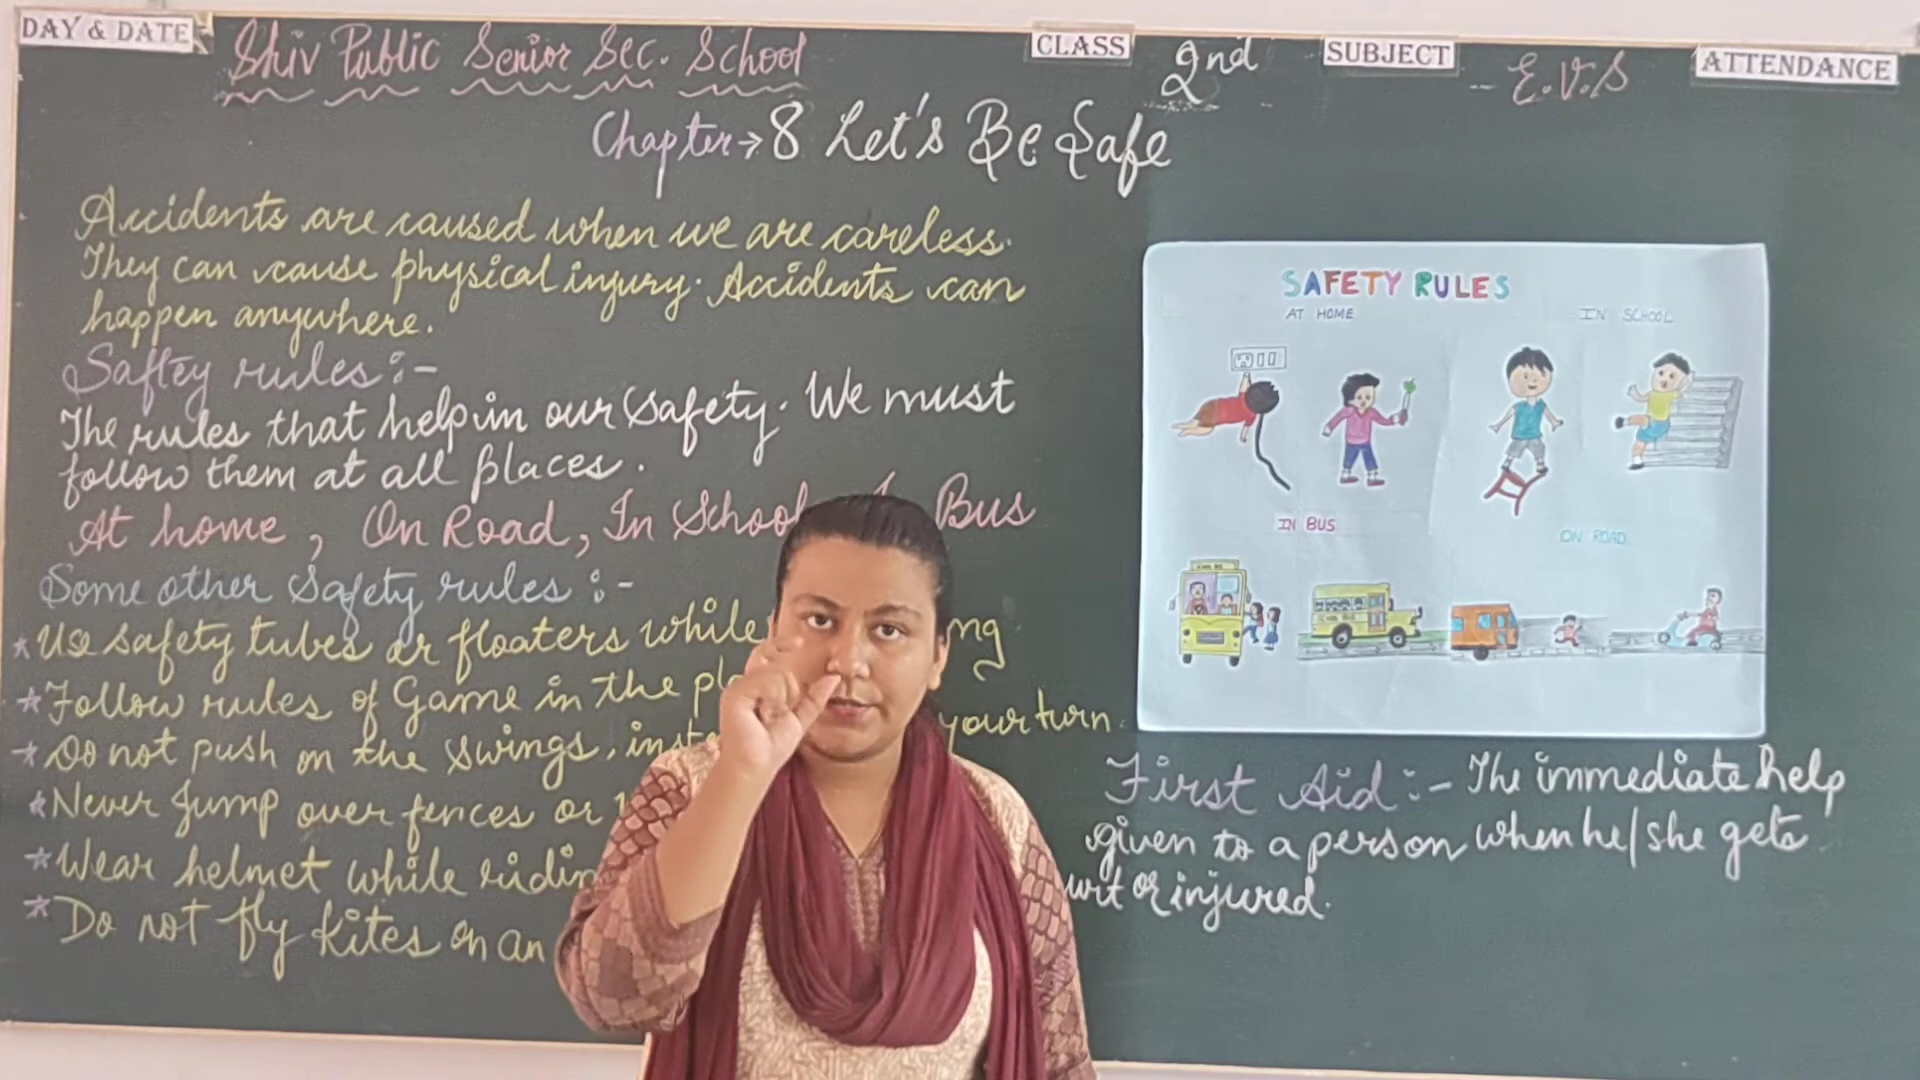 DAY & DATE
Shiv Public Senior Sec. School
CLASS
2nd
SUBJECT
- E.V.S
ATTENDANCE
Chapter → 8 Let's Be Safe
Accidents are caused when we are careless.
They can cause physical injury. Accidents can
happen anywhere.
Saftey rules :-
The rules that help in our safety. We must
follow them at all places.
At home, On Road, In School Bus
Some other safety rules :-
* Use safety tubes or floaters while
* Follow rules of Game in the
* Do not push on the swings, your turn.
* Never Jump over fences or
* Wear helmet while
* Do not fly kites on an
SAFETY RULES
AT HOME
IN SCHOOL
IN BUS
ON ROAD
SCHOOL BUS
SCHOOL BUS
First Aid :- The immediate help
given to a person when he/she gets
or injured.